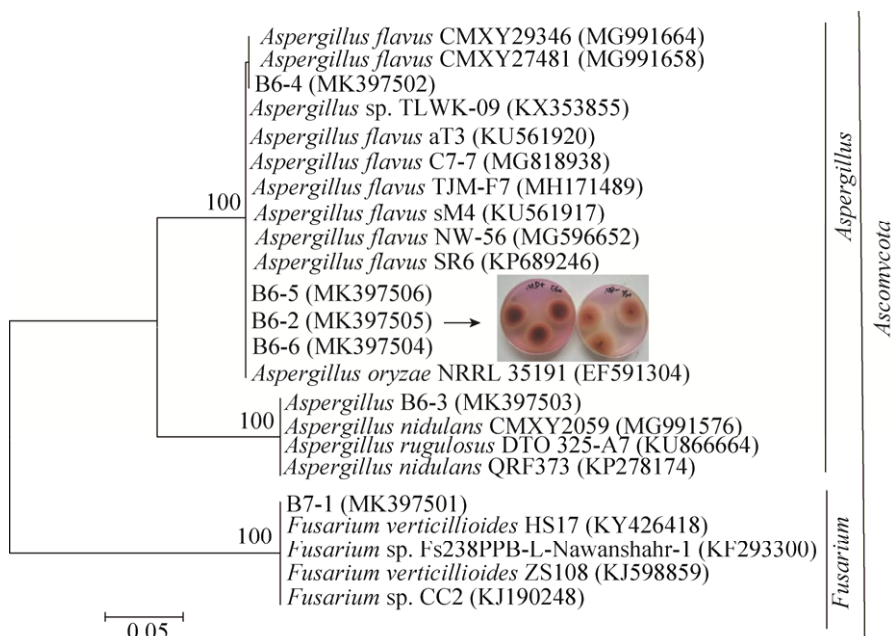 Aspergillus flavus CMXY29346 (MG991664)
Aspergillus flavus CMXY27481 (MG991658)
B6-4 (MK397502)
Aspergillus sp. TLWK-09 (KX353855)
Aspergillus flavus aT3 (KU561920)
Aspergillus flavus C7-7 (MG818938)
Aspergillus flavus TJM-F7 (MH171489)
100
Aspergillus flavus sM4 (KU561917)
Aspergillus flavus NW-56 (MG596652)
Aspergillus flavus SR6 (KP689246)
B6-5 (MK397506)
B6-2 (MK397505)
B6-6 (MK397504)
Aspergillus oryzae NRRL 35191 (EF591304)
Aspergillus B6-3 (MK397503)
100
Aspergillus nidulans CMXY2059 (MG991576)
Aspergillus rugulosus DTO 325-A7 (KU866664)
Aspergillus nidulans QRF373 (KP278174)
B7-1 (MK397501)
Fusarium verticillioides HS17 (KY426418)
100
Fusarium sp. Fs238PPB-L-Nawanshahr-1 (KF293300)
Fusarium verticillioides ZS108 (KJ598859)
Fusarium sp. CC2 (KJ190248)
0.05
Aspergillus
Fusarium
Ascomycota